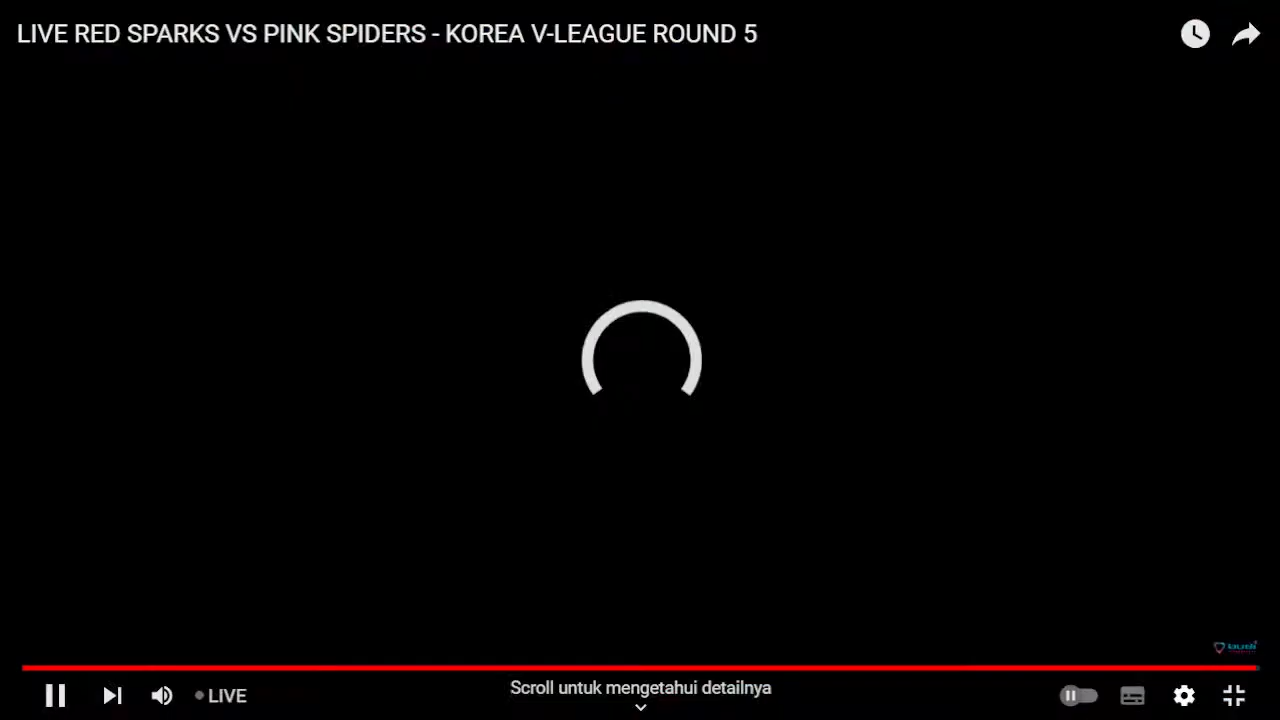 LIVE RED SPARKS VS PINK SPIDERS - KOREA V-LEAGUE ROUND 5
Scroll untuk mengetahui detailnya
LIVE